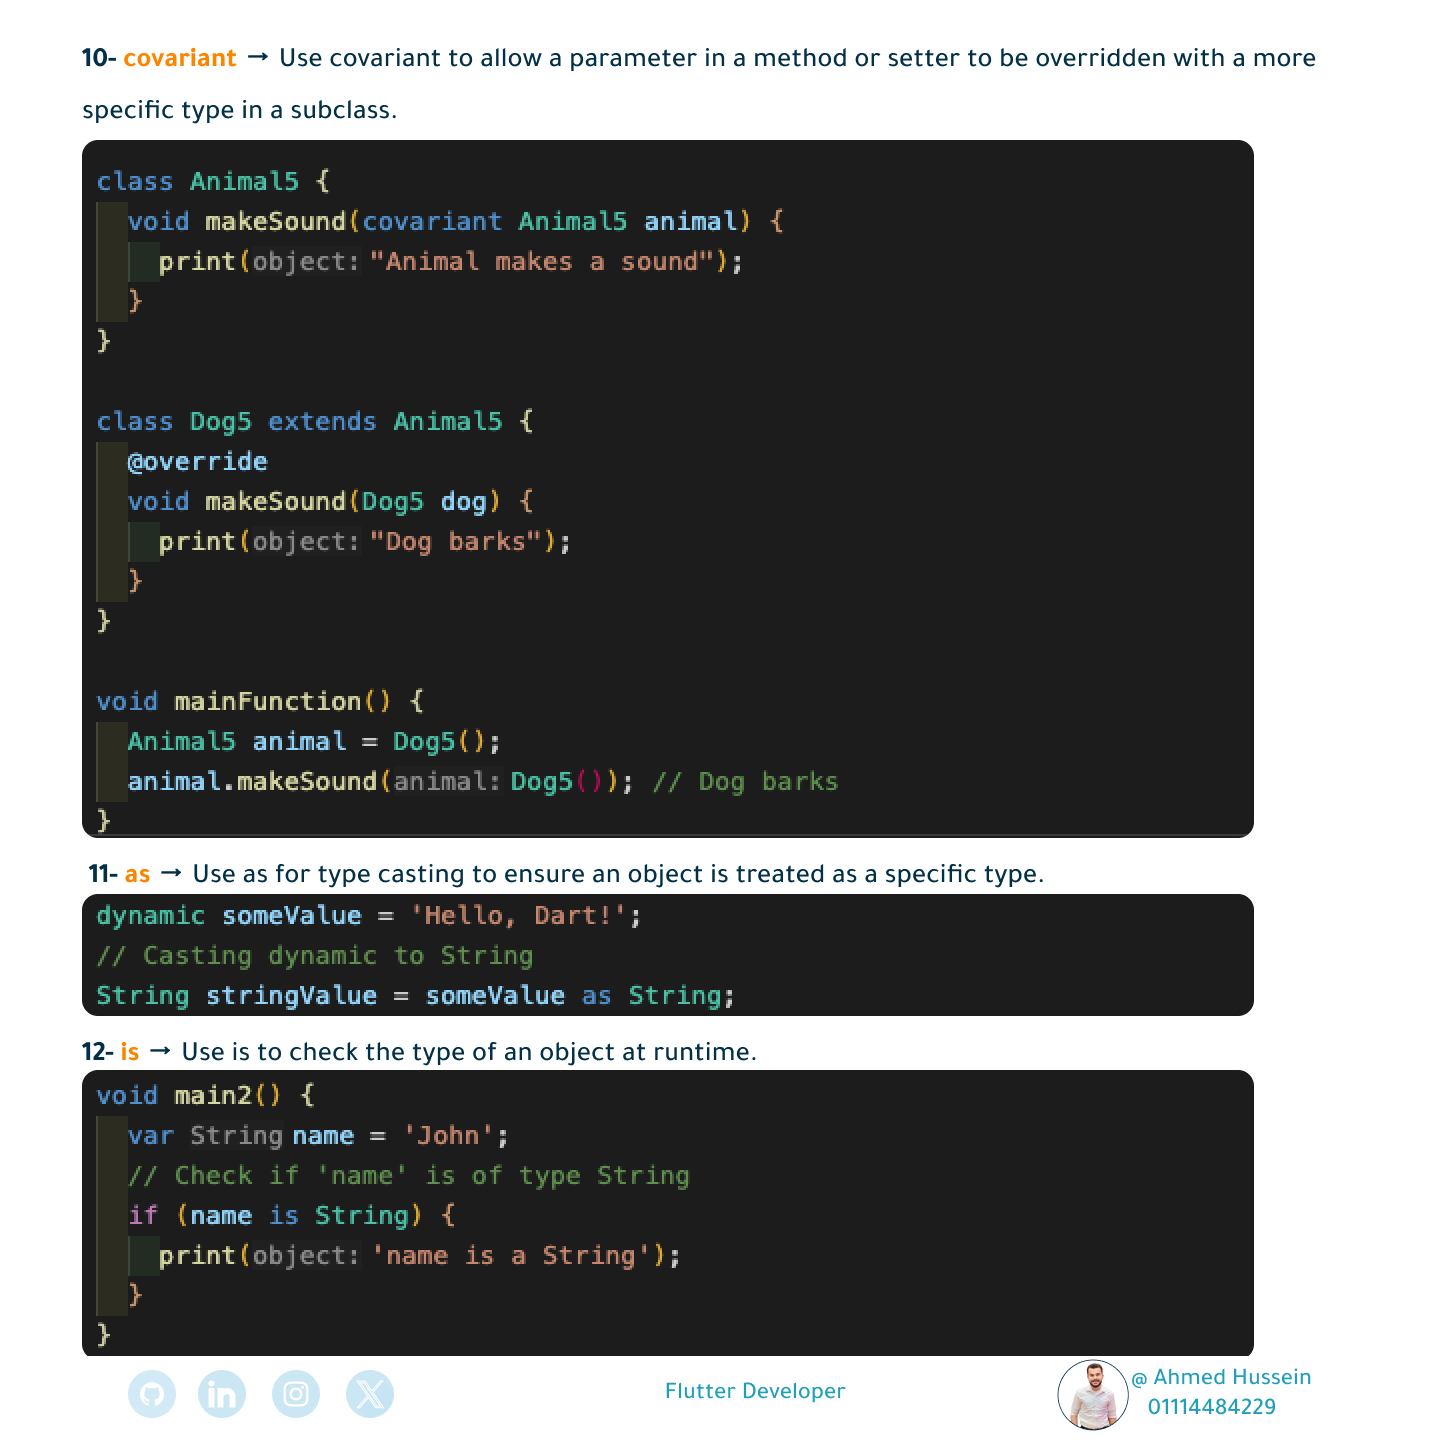 10- covariant → Use covariant to allow a parameter in a method or setter to be overridden with a more
specific type in a subclass.
class Animal5 {
  void makeSound(covariant Animal5 animal) {
    print(object: "Animal makes a sound");
  }
}

class Dog5 extends Animal5 {
  @override
  void makeSound(Dog5 dog) {
    print(object: "Dog barks");
  }
}

void mainFunction() {
  Animal5 animal = Dog5();
  animal.makeSound(animal: Dog5()); // Dog barks
}
11- as → Use as for type casting to ensure an object is treated as a specific type.
dynamic someValue = 'Hello, Dart!';
// Casting dynamic to String
String stringValue = someValue as String;
12- is → Use is to check the type of an object at runtime.
void main2() {
  var String name = 'John';
  // Check if 'name' is of type String
  if (name is String) {
    print(object: 'name is a String');
  }
}
Flutter Developer
@ Ahmed Hussein
01114484229